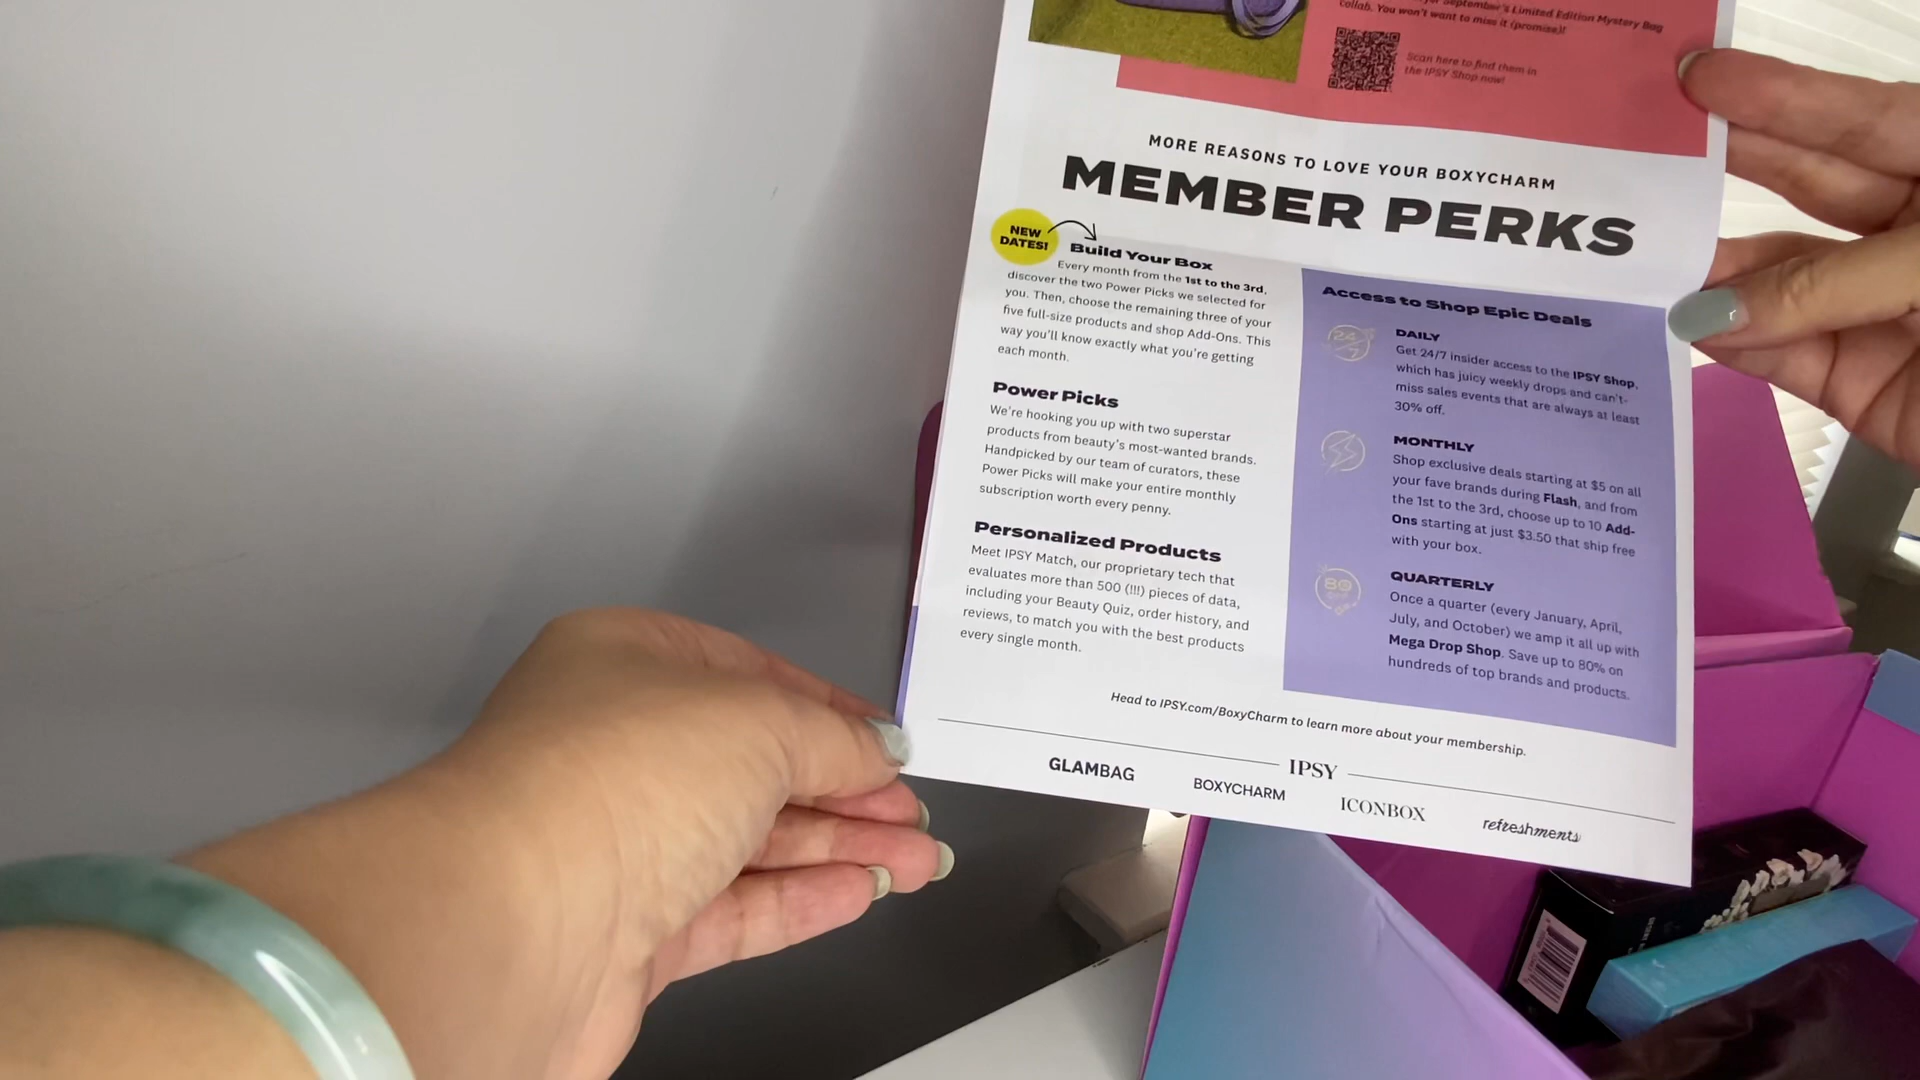 September's Limited Edition Mystery Bag
Collab. You won't want to miss it (promise)!
Scan here to find them in
the IPSY Shop now!
MORE REASONS TO LOVE YOUR BOXYCHARM
MEMBER PERKS
NEW
DATES!
Build Your Box
Every month from the 1st to the 3rd,
discover the two Power Picks we selected for
you. Then, choose the remaining three of your
five full-size products and shop Add-Ons. This
way you'll know exactly what you're getting
each month.
Power Picks
We're hooking you up with two superstar
products from beauty's most-wanted brands.
Handpicked by our team of curators, these
Power Picks will make your entire monthly
subscription worth every penny.
Personalized Products
Meet IPSY Match, our proprietary tech that
evaluates more than 500 (!!!) pieces of data,
including your Beauty Quiz, order history, and
reviews, to match you with the best products
every single month.
Access to Shop Epic Deals
24/7
DAILY
Get 24/7 insider access to the IPSY Shop,
which has juicy weekly drops and can't-
miss sales events that are always at least
30% off.
MONTHLY
Shop exclusive deals starting at $5 on all
your fave brands during Flash, and from
the 1st to the 3rd, choose up to 10 Add-
Ons starting at just $3.50 that ship free
with your box.
80
QUARTERLY
Once a quarter (every January, April,
July, and October) we amp it all up with
Mega Drop Shop. Save up to 80% on
hundreds of top brands and products.
Head to IPSY.com/BoxyCharm to learn more about your membership.
IPSY
GLAMBAG
BOXYCHARM
ICONBOX
refreshments